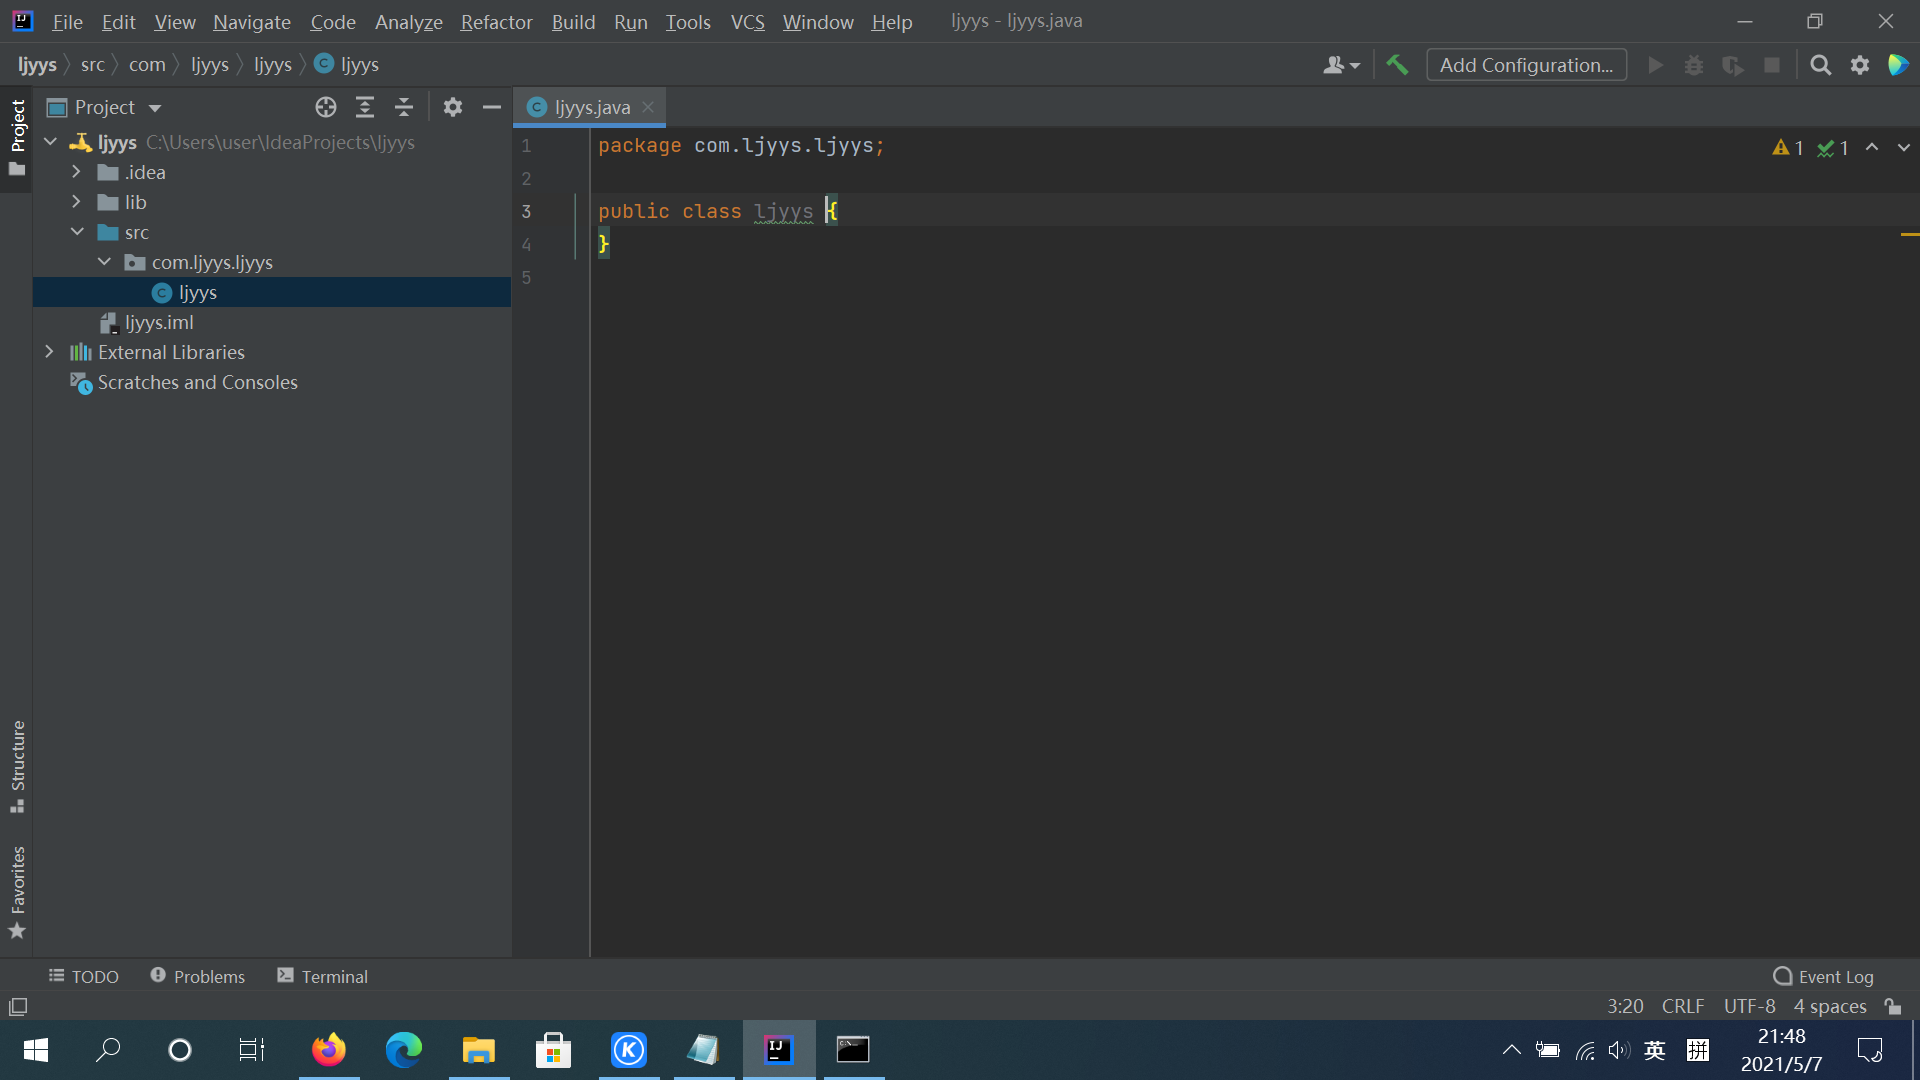 File Edit View Navigate Code Analyze Refactor Build Run Tools VCS Window Help ljyys - ljyys.java
ljyys src com ljyys ljyys ljyys
Add Configuration...
Project
Project
ljyys C:\Users\user\IdeaProjects\ljyys
.idea
lib
src
com.ljyys.ljyys
ljyys
ljyys.iml
External Libraries
Scratches and Consoles
ljyys.java
1 package com.ljyys.ljyys;
2
3 public class ljyys {
4 }
5
1 1
Structure
Favorites
TODO Problems Terminal
Event Log
3:20 CRLF UTF-8 4 spaces
英 拼
21:48
2021/5/7